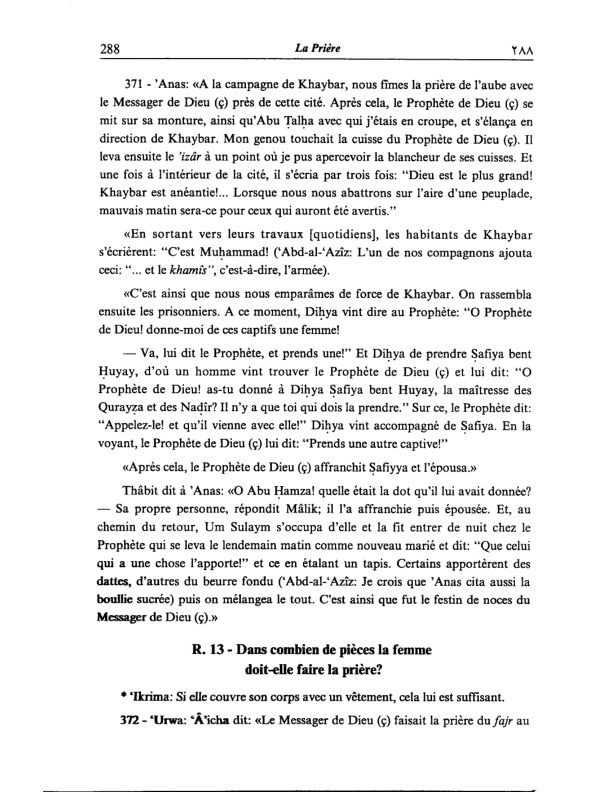 288 La Prière ٢٨٨
371 - ’Anas: «A la campagne de Khaybar, nous fîmes la prière de l’aube avec
le Messager de Dieu (ç) près de cette cité. Après cela, le Prophète de Dieu (ç) se
mit sur sa monture, ainsi qu’Abu Ṭalḥa avec qui j’étais en croupe, et s’élança en
direction de Khaybar. Mon genou touchait la cuisse du Prophète de Dieu (ç). Il
leva ensuite le ’izâr à un point où je pus apercevoir la blancheur de ses cuisses. Et
une fois à l’intérieur de la cité, il s’écria par trois fois: “Dieu est le plus grand!
Khaybar est anéantie!... Lorsque nous nous abattrons sur l’aire d’une peuplade,
mauvais matin sera-ce pour ceux qui auront été avertis.”
«En sortant vers leurs travaux [quotidiens], les habitants de Khaybar
s’écrièrent: “C’est Muḥammad! (‘Abd-al-‘Azîz: L’un de nos compagnons ajouta
ceci: “... et le khamîs”, c’est-à-dire, l’armée).
«C’est ainsi que nous nous emparâmes de force de Khaybar. On rassembla
ensuite les prisonniers. A ce moment, Diḥya vint dire au Prophète: “O Prophète
de Dieu! donne-moi de ces captifs une femme!
— Va, lui dit le Prophète, et prends une!” Et Diḥya de prendre Ṣafiya bent
Ḥuyay, d’où un homme vint trouver le Prophète de Dieu (ç) et lui dit: “O
Prophète de Dieu! as-tu donné à Diḥya Ṣafiya bent Huyay, la maîtresse des
Qurayẓa et des Naḍîr? Il n’y a que toi qui dois la prendre.” Sur ce, le Prophète dit:
“Appelez-le! et qu’il vienne avec elle!” Diḥya vint accompagné de Ṣafiya. En la
voyant, le Prophète de Dieu (ç) lui dit: “Prends une autre captive!”
«Après cela, le Prophète de Dieu (ç) affranchit Ṣafiyya et l’épousa.»
Thâbit dit à ’Anas: «O Abu Ḥamza! quelle était la dot qu’il lui avait donnée?
— Sa propre personne, répondit Mâlik; il l’a affranchie puis épousée. Et, au
chemin du retour, Um Sulaym s’occupa d’elle et la fit entrer de nuit chez le
Prophète qui se leva le lendemain matin comme nouveau marié et dit: “Que celui
qui a une chose l’apporte!” et ce en étalant un tapis. Certains apportèrent des
dattes, d’autres du beurre fondu (‘Abd-al-‘Azîz: Je crois que ’Anas cita aussi la
boullie sucrée) puis on mélangea le tout. C’est ainsi que fut le festin de noces du
Messager de Dieu (ç).»
R. 13 - Dans combien de pièces la femme
doit-elle faire la prière?
* ‘Ikrima: Si elle couvre son corps avec un vêtement, cela lui est suffisant.
372 - ‘Urwa: ‘Â’icha dit: «Le Messager de Dieu (ç) faisait la prière du fajr au